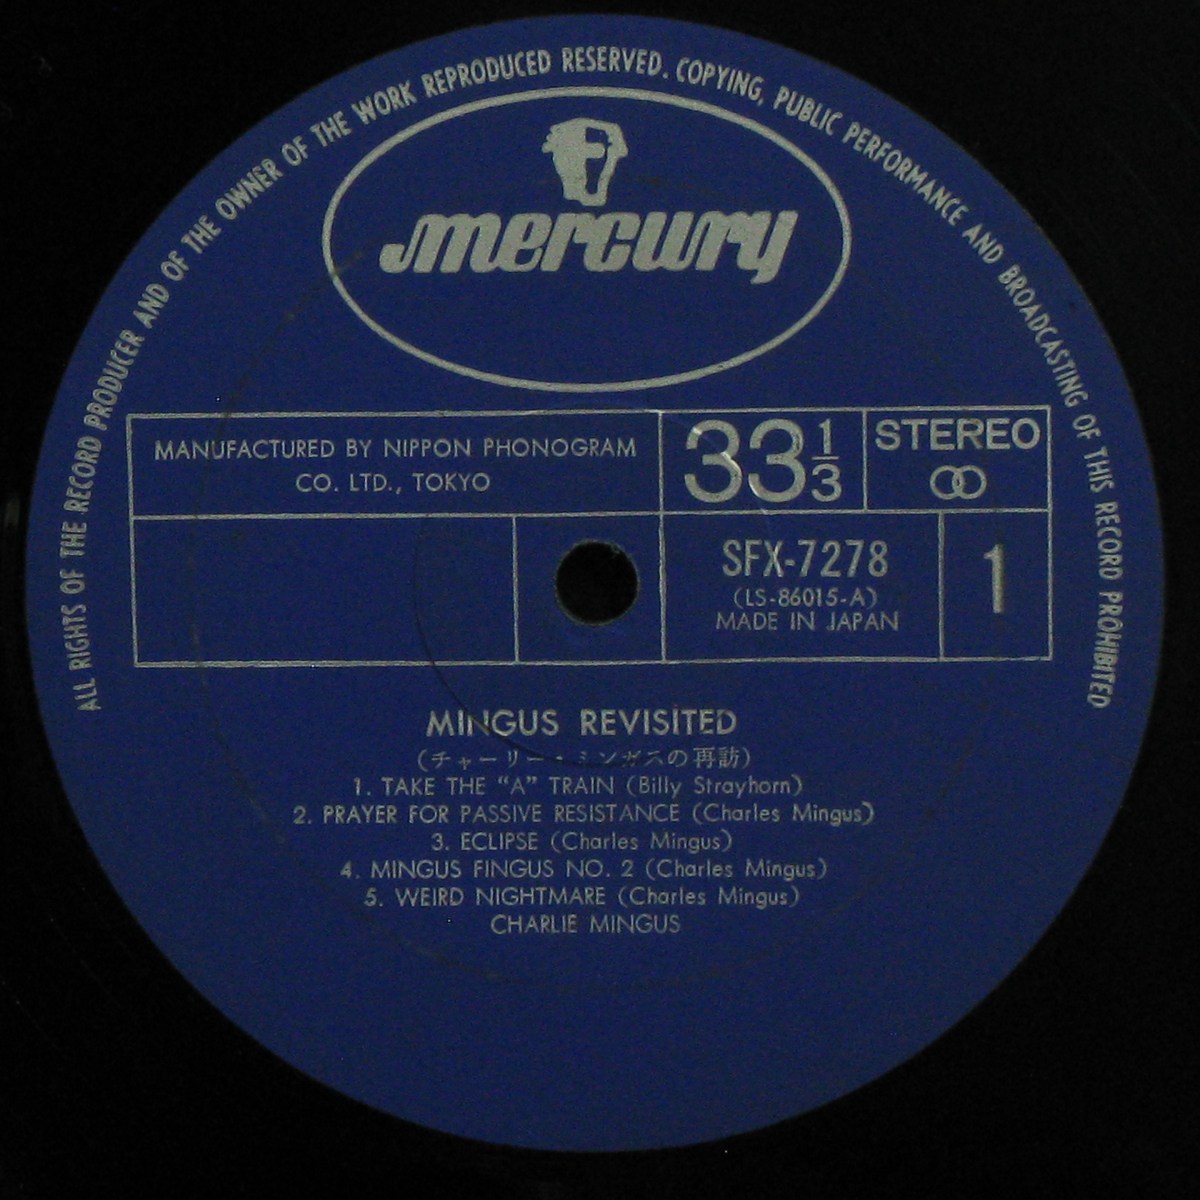 ALL RIGHTS OF THE RECORD PRODUCER AND OF THE OWNER OF THE WORK REPRODUCED RESERVED. COPYING, PUBLIC PERFORMANCE AND BROADCASTING OF THIS RECORD PROHIBITED
mercury
MANUFACTURED BY NIPPON PHONOGRAM
CO. LTD., TOKYO
33 1/3
STEREO
SFX-7278
(LS-86015-A)
MADE IN JAPAN
1
MINGUS REVISITED
(チャーリー・ミンガスの再訪)
1. TAKE THE "A" TRAIN (Billy Strayhorn)
2. PRAYER FOR PASSIVE RESISTANCE (Charles Mingus)
3. ECLIPSE (Charles Mingus)
4. MINGUS FINGUS NO. 2 (Charles Mingus)
5. WEIRD NIGHTMARE (Charles Mingus)
CHARLIE MINGUS